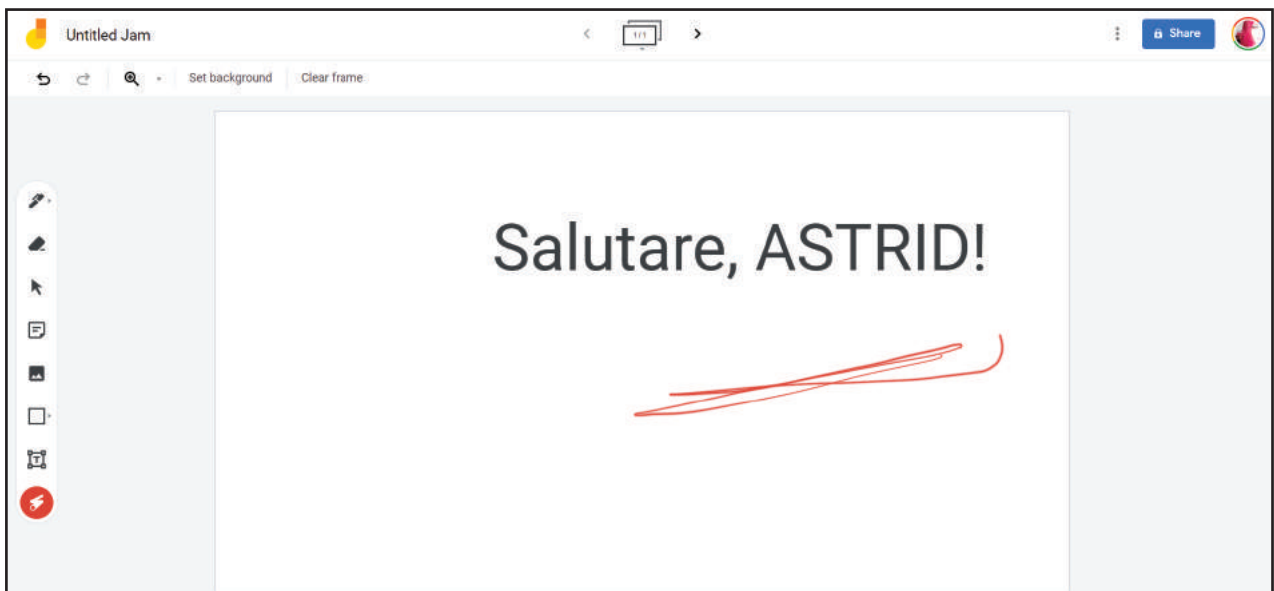 Untitled Jam
1/1
Share
Set background
Clear frame
Salutare, ASTRID!